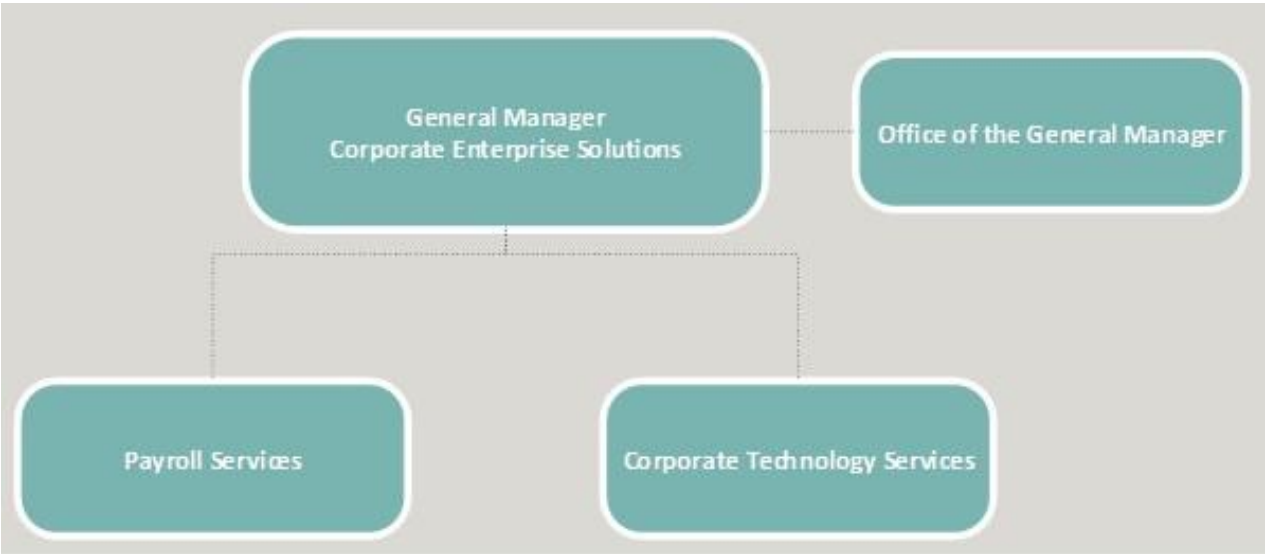 General Manager
Corporate Enterprise Solutions
Office of the General Manager
Payroll Services
Corporate Technology Services